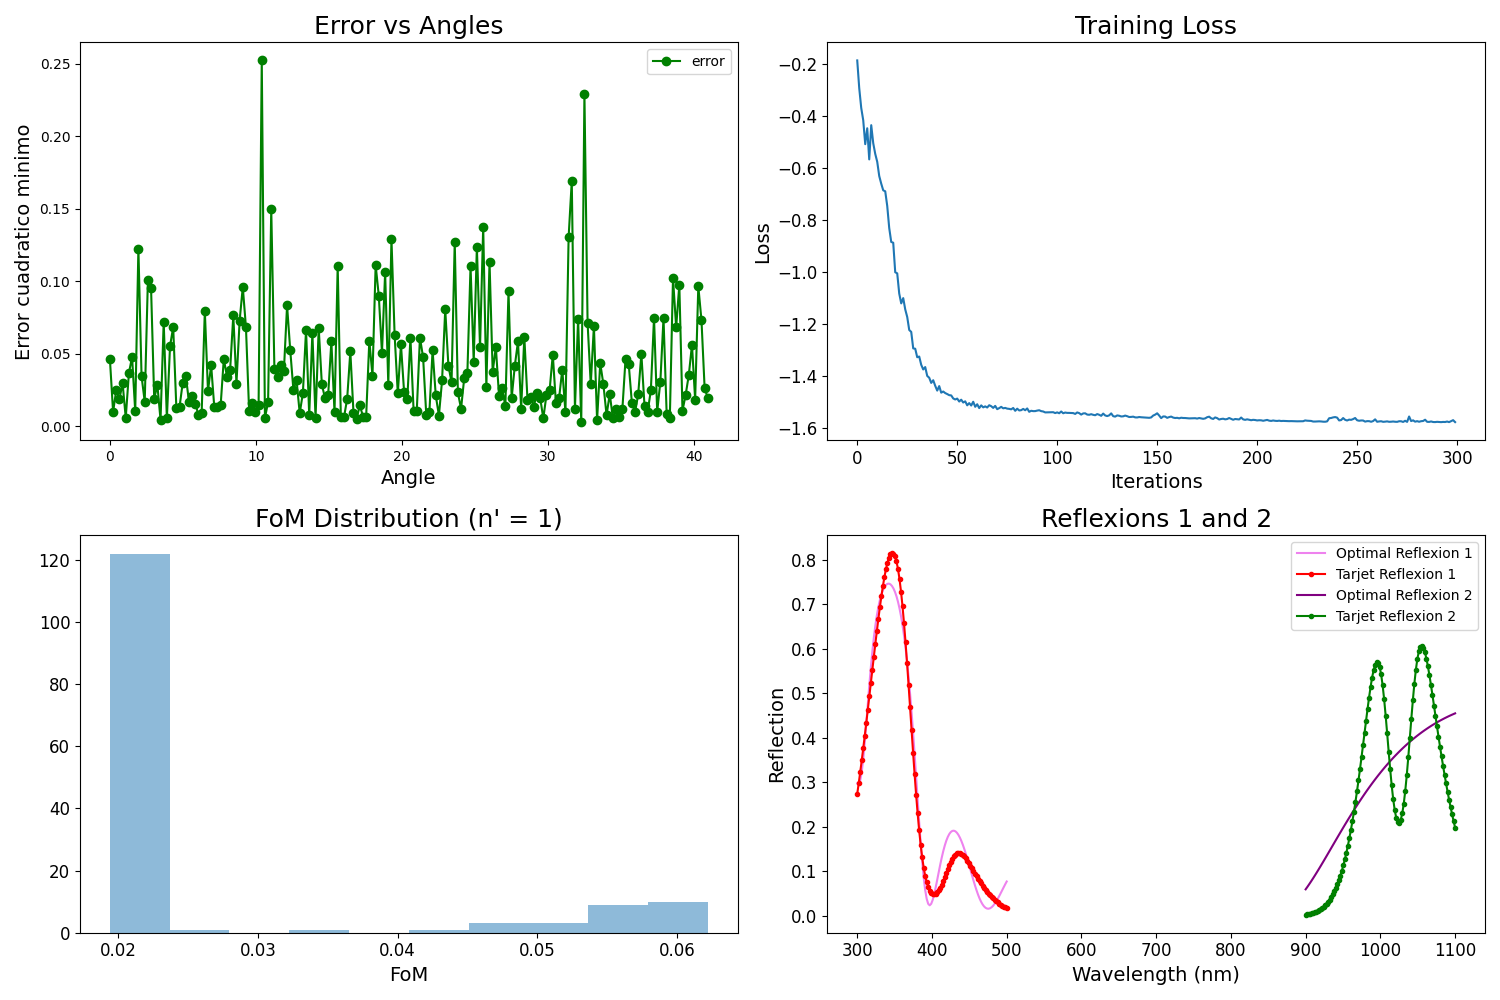 Error vs Angles
Error cuadratico minimo
0.25
0.20
0.15
0.10
0.05
0.00
error
0 10 20 30 40
Angle
Training Loss
Loss
−0.2
−0.4
−0.6
−0.8
−1.0
−1.2
−1.4
−1.6
0 50 100 150 200 250 300
Iterations
FoM Distribution (n' = 1)
120
100
80
60
40
20
0
0.02 0.03 0.04 0.05 0.06
FoM
Reflexions 1 and 2
Reflection
0.8
0.7
0.6
0.5
0.4
0.3
0.2
0.1
0.0
Optimal Reflexion 1
Tarjet Reflexion 1
Optimal Reflexion 2
Tarjet Reflexion 2
300 400 500 600 700 800 900 1000 1100
Wavelength (nm)